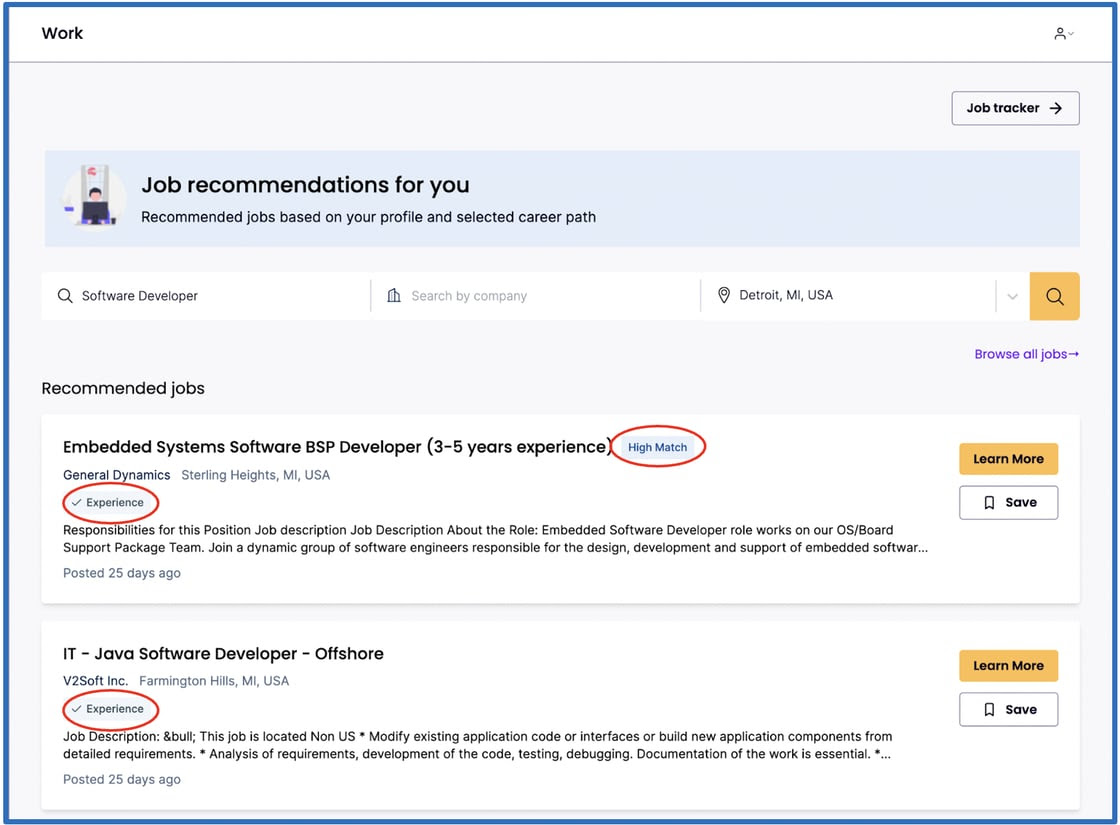 Work
Job tracker →
Job recommendations for you
Recommended jobs based on your profile and selected career path
Software Developer
Search by company
Detroit, MI, USA
Browse all jobs→
Recommended jobs
Embedded Systems Software BSP Developer (3-5 years experience) High Match
General Dynamics Sterling Heights, MI, USA
Learn More
Experience
Save
Responsibilities for this Position Job description Job Description About the Role: Embedded Software Developer role works on our OS/Board
Support Package Team. Join a dynamic group of software engineers responsible for the design, development and support of embedded softwar...
Posted 25 days ago
IT - Java Software Developer - Offshore
V2Soft Inc. Farmington Hills, MI, USA
Learn More
Experience
Save
Job Description: &bull; This job is located Non US * Modify existing application code or interfaces or build new application components from
detailed requirements. * Analysis of requirements, development of the code, testing, debugging. Documentation of the work is essential. *...
Posted 25 days ago